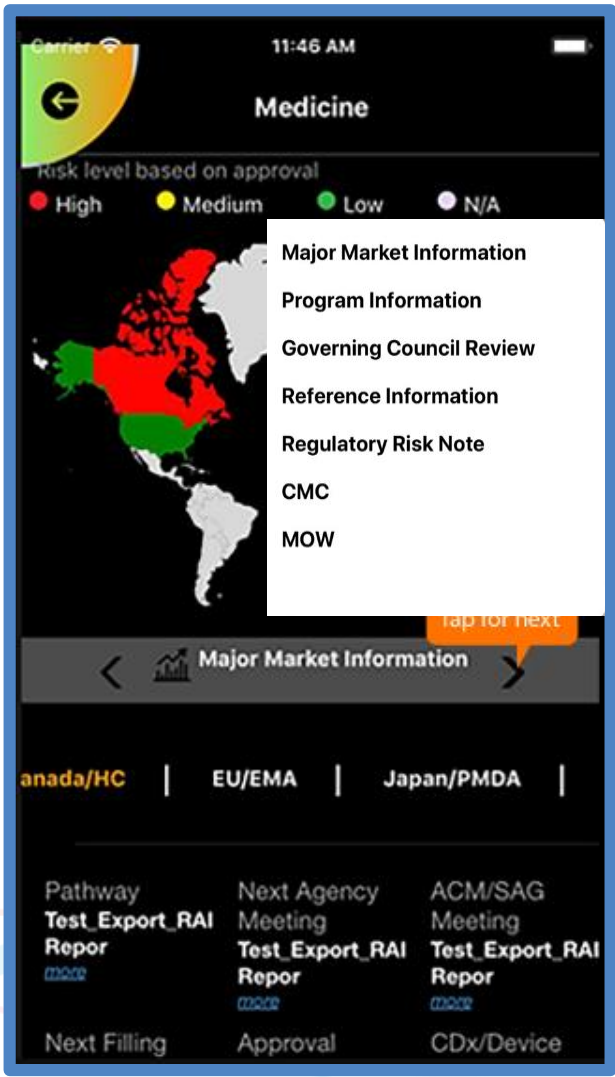 Carrier 11:46 AM
Medicine
Risk level based on approval
High Medium Low N/A
Major Market Information
Program Information
Governing Council Review
Reference Information
Regulatory Risk Note
CMC
MOW
Tap for next
Major Market Information
anada/HC | EU/EMA | Japan/PMDA |
Pathway
Test_Export_RAI
Repor
more
Next Agency
Meeting
Test_Export_RAI
Repor
more
ACM/SAG
Meeting
Test_Export_RAI
Repor
more
Next Filling Approval CDx/Device